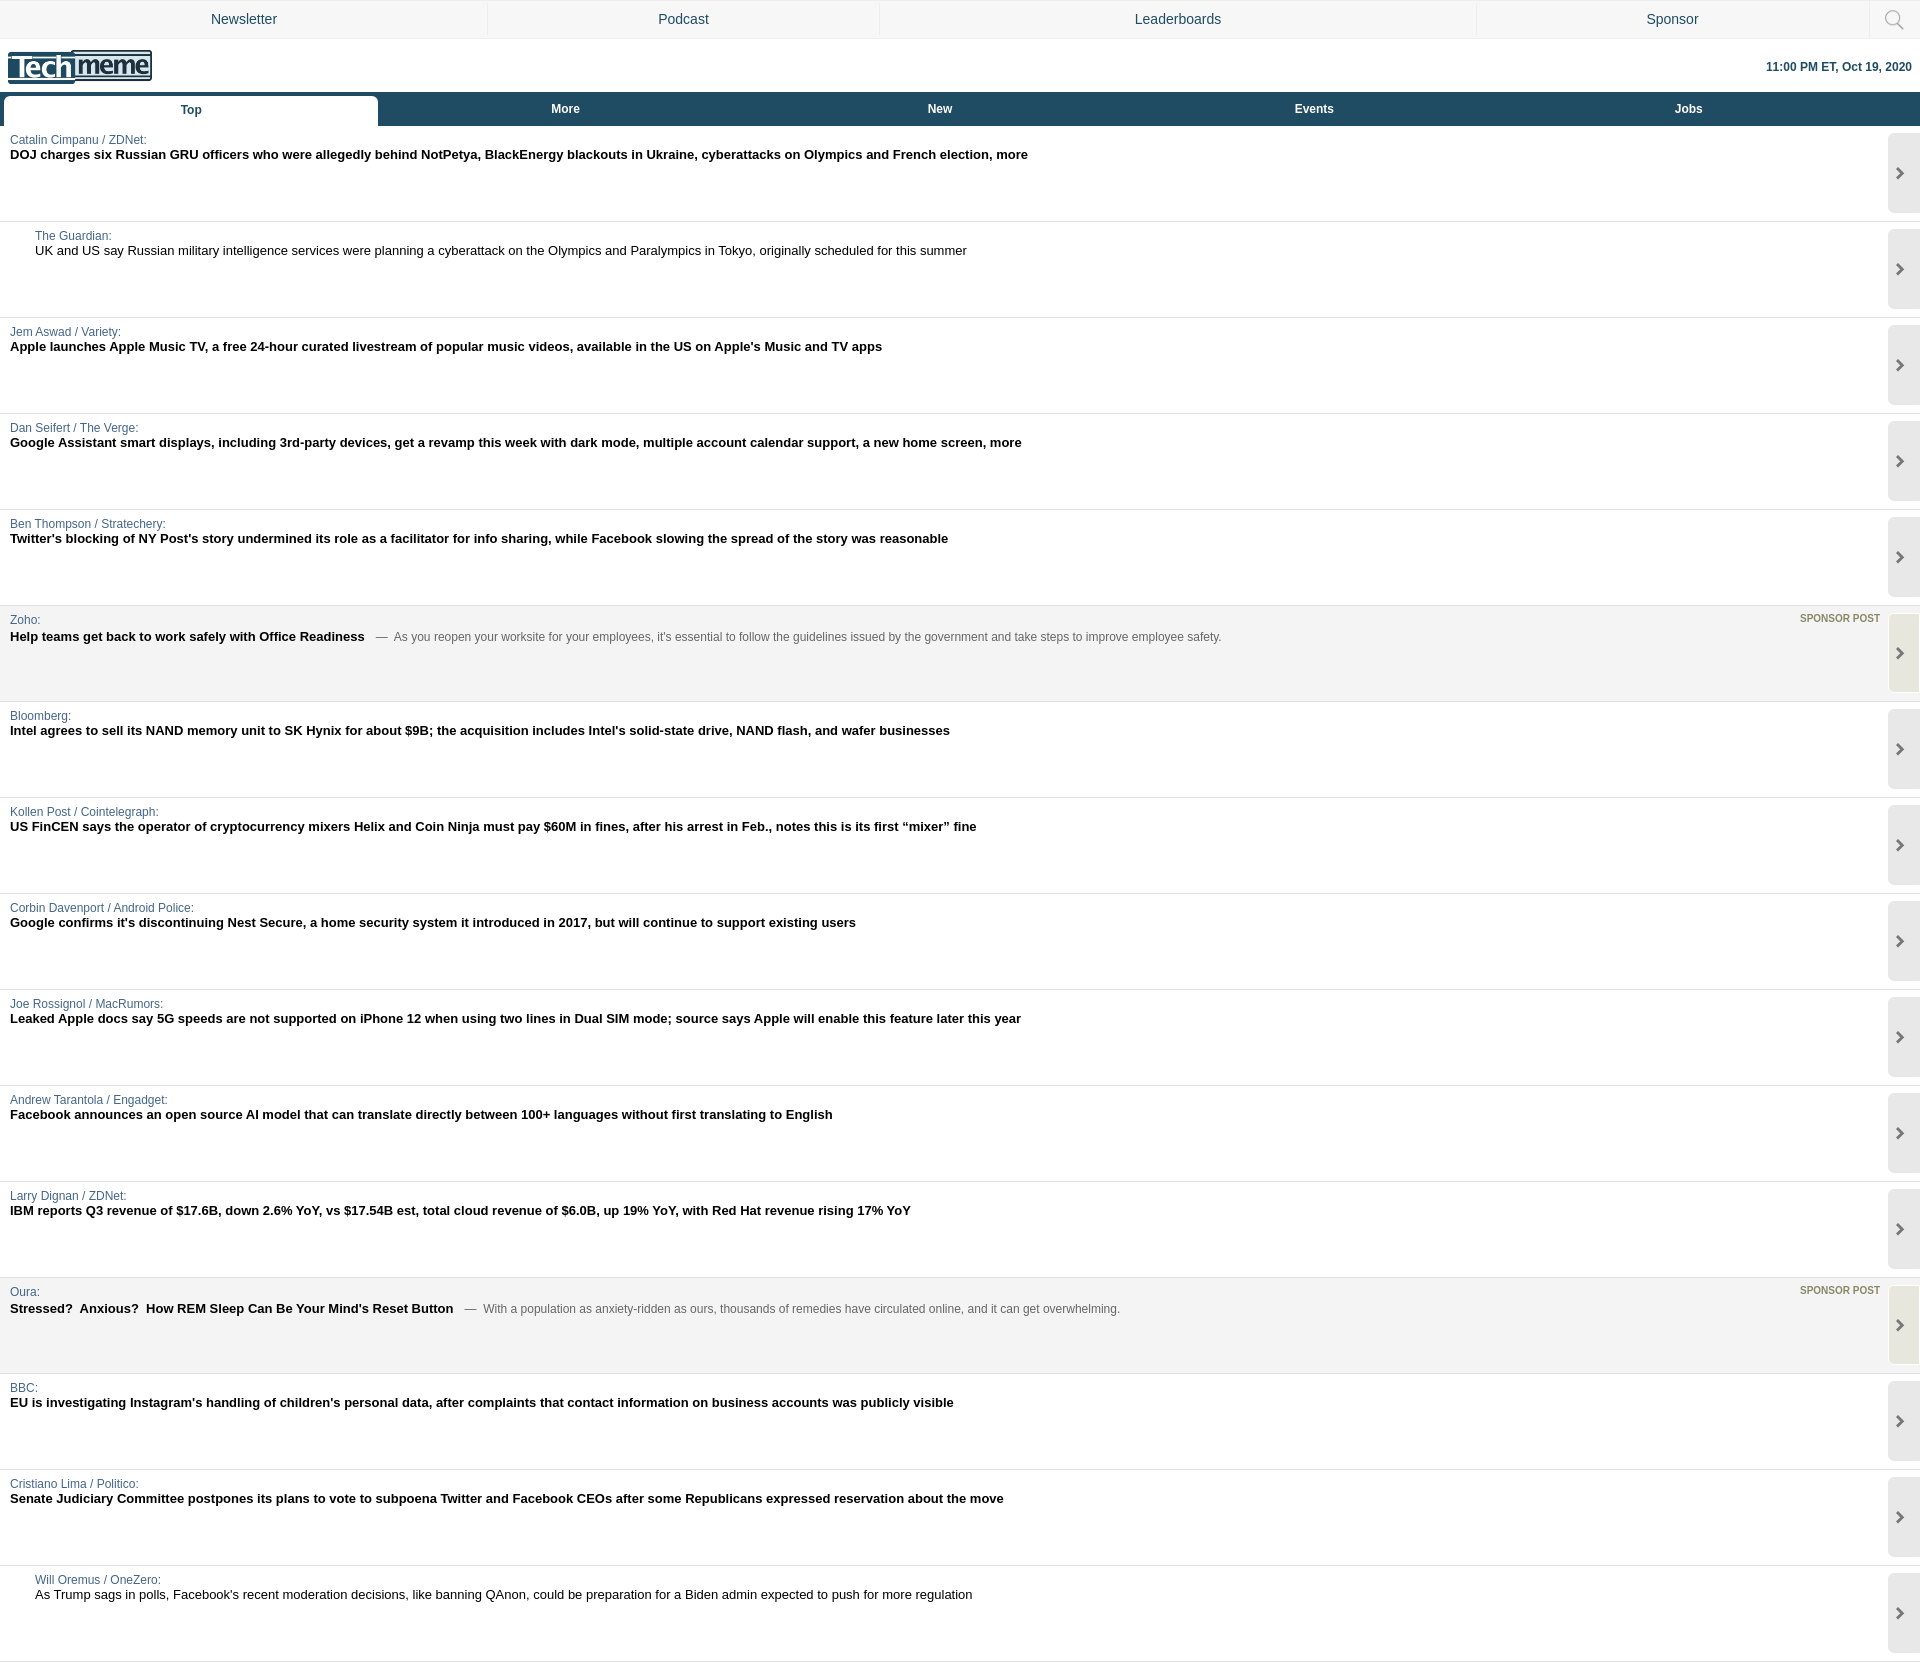 Newsletter
Podcast
Leaderboards
Sponsor
Techmeme
11:00 PM ET, Oct 19, 2020
Top
More
New
Events
Jobs
Catalin Cimpanu / ZDNet:
DOJ charges six Russian GRU officers who were allegedly behind NotPetya, BlackEnergy blackouts in Ukraine, cyberattacks on Olympics and French election, more
The Guardian:
UK and US say Russian military intelligence services were planning a cyberattack on the Olympics and Paralympics in Tokyo, originally scheduled for this summer
Jem Aswad / Variety:
Apple launches Apple Music TV, a free 24-hour curated livestream of popular music videos, available in the US on Apple's Music and TV apps
Dan Seifert / The Verge:
Google Assistant smart displays, including 3rd-party devices, get a revamp this week with dark mode, multiple account calendar support, a new home screen, more
Ben Thompson / Stratechery:
Twitter's blocking of NY Post's story undermined its role as a facilitator for info sharing, while Facebook slowing the spread of the story was reasonable
Zoho:
SPONSOR POST
Help teams get back to work safely with Office Readiness — As you reopen your worksite for your employees, it's essential to follow the guidelines issued by the government and take steps to improve employee safety.
Bloomberg:
Intel agrees to sell its NAND memory unit to SK Hynix for about $9B; the acquisition includes Intel's solid-state drive, NAND flash, and wafer businesses
Kollen Post / Cointelegraph:
US FinCEN says the operator of cryptocurrency mixers Helix and Coin Ninja must pay $60M in fines, after his arrest in Feb., notes this is its first “mixer” fine
Corbin Davenport / Android Police:
Google confirms it's discontinuing Nest Secure, a home security system it introduced in 2017, but will continue to support existing users
Joe Rossignol / MacRumors:
Leaked Apple docs say 5G speeds are not supported on iPhone 12 when using two lines in Dual SIM mode; source says Apple will enable this feature later this year
Andrew Tarantola / Engadget:
Facebook announces an open source AI model that can translate directly between 100+ languages without first translating to English
Larry Dignan / ZDNet:
IBM reports Q3 revenue of $17.6B, down 2.6% YoY, vs $17.54B est, total cloud revenue of $6.0B, up 19% YoY, with Red Hat revenue rising 17% YoY
Oura:
SPONSOR POST
Stressed? Anxious? How REM Sleep Can Be Your Mind's Reset Button — With a population as anxiety-ridden as ours, thousands of remedies have circulated online, and it can get overwhelming.
BBC:
EU is investigating Instagram's handling of children's personal data, after complaints that contact information on business accounts was publicly visible
Cristiano Lima / Politico:
Senate Judiciary Committee postpones its plans to vote to subpoena Twitter and Facebook CEOs after some Republicans expressed reservation about the move
Will Oremus / OneZero:
As Trump sags in polls, Facebook's recent moderation decisions, like banning QAnon, could be preparation for a Biden admin expected to push for more regulation